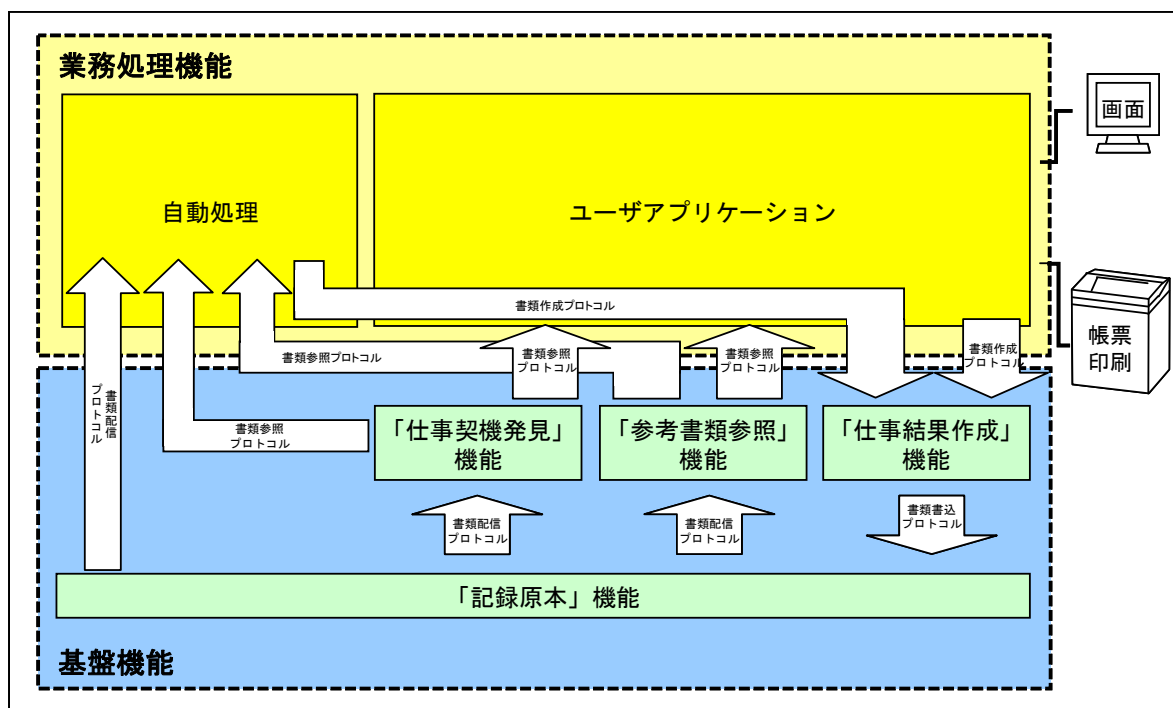 業務処理機能
画面
自動処理
ユーザアプリケーション
書類作成プロトコル
帳票
印刷
書類参照プロトコル
書類参照
プロトコル
書類参照
プロトコル
書類作成
プロトコル
書類配信
プロトコル
書類参照
プロトコル
「仕事契機発見」
機能
「参考書類参照」
機能
「仕事結果作成」
機能
書類配信
プロトコル
書類配信
プロトコル
書類書込
プロトコル
「記録原本」機能
基盤機能